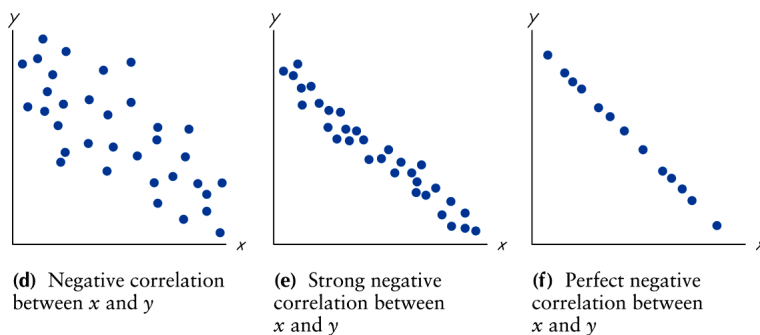 y
x
(d) Negative correlation
between x and y
y
x
(e) Strong negative
correlation between
x and y
y
x
(f) Perfect negative
correlation between
x and y